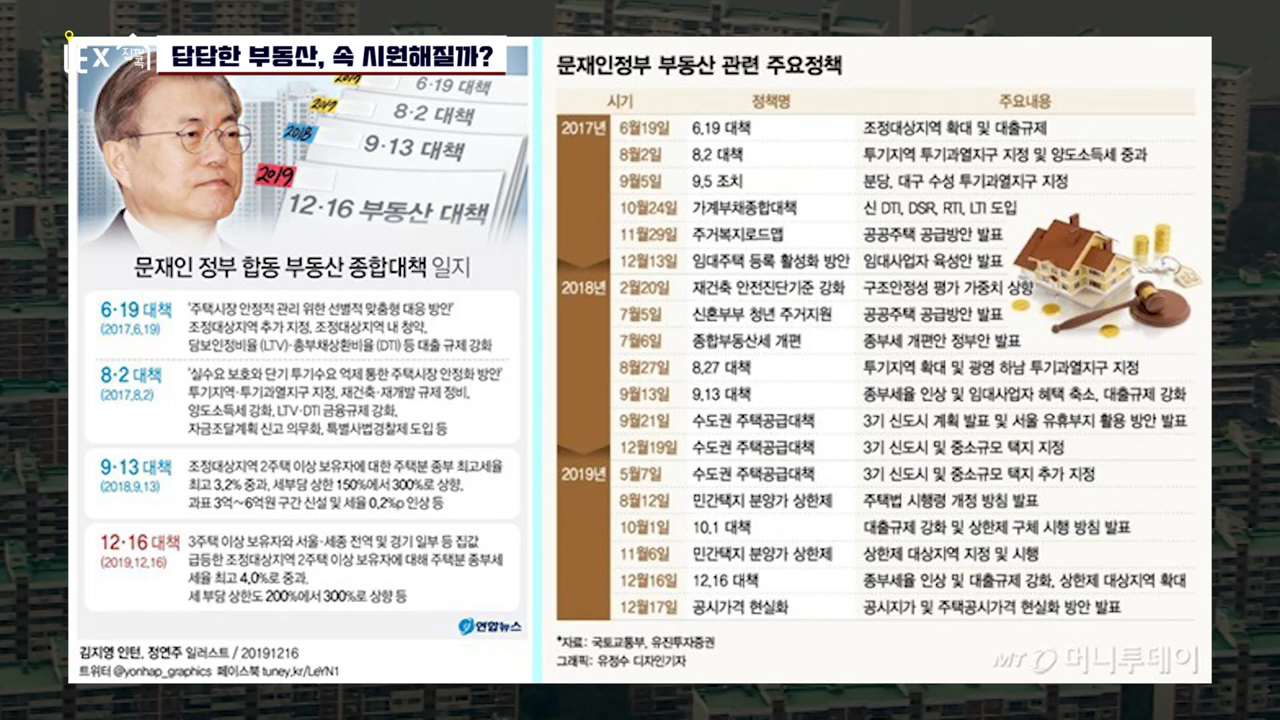 EX 집팔록
답답한 부동산, 속 시원해질까?
2019
2017
2018
2019
6·19 대책
8·2 대책
9·13 대책
12·16 부동산 대책
문재인 정부 합동 부동산 종합대책 일지
6·19 대책
(2017.6.19)
'주택시장 안정적 관리 위한 선별적 맞춤형 대응 방안'
조정대상지역 추가 지정, 조정대상지역 내 청약,
담보인정비율(LTV)·총부채상환비율(DTI) 등 대출 규제 강화
8·2 대책
(2017.8.2)
'실수요 보호와 단기 투기수요 억제 통한 주택시장 안정화 방안'
투기지역·투기과열지구 지정, 재건축·재개발 규제 정비,
양도소득세 강화, LTV·DTI 금융규제 강화,
자금조달계획 신고 의무화, 특별사법경찰제 도입 등
9·13 대책
(2018.9.13)
조정대상지역 2주택 이상 보유자에 대한 주택분 종부 최고세율
최고 3.2% 중과, 세부담 상한 150%에서 300%로 상향,
과표 3억~6억원 구간 신설 및 세율 0.2%p 인상 등
12·16 대책
(2019.12.16)
3주택 이상 보유자와 서울·세종 전역 및 경기 일부 등 집값
급등한 조정대상지역 2주택 이상 보유자에 대해 주택분 종부세
세율 최고 4.0%로 중과.
세 부담 상한도 200%에서 300%로 상향 등
연합뉴스
김지영 인턴, 정연주 일러스트 / 20191216
트위터 @yonhap_graphics 페이스북 tuney.kr/LeYN1
문재인정부 부동산 관련 주요정책
시기 정책명 주요내용
2017년 6월19일 6.19 대책 조정대상지역 확대 및 대출규제
8월2일 8.2 대책 투기지역 투기과열지구 지정 및 양도소득세 중과
9월5일 9.5 조치 분당, 대구 수성 투기과열지구 지정
10월24일 가계부채종합대책 신 DTI, DSR, RTI, LTI 도입
11월29일 주거복지로드맵 공공주택 공급방안 발표
12월13일 임대주택 등록 활성화 방안 임대사업자 육성안 발표
2018년 2월20일 재건축 안전진단기준 강화 구조안정성 평가 가중치 상향
7월5일 신혼부부 청년 주거지원 공공주택 공급방안 발표
7월6일 종합부동산세 개편 종부세 개편안 정부안 발표
8월27일 8.27 대책 투기지역 확대 및 광명 하남 투기과열지구 지정
9월13일 9.13 대책 종부세율 인상 및 임대사업자 혜택 축소, 대출규제 강화
9월21일 수도권 주택공급대책 3기 신도시 계획 발표 및 서울 유휴부지 활용 방안 발표
12월19일 수도권 주택공급대책 3기 신도시 및 중소규모 택지 지정
2019년 5월7일 수도권 주택공급대책 3기 신도시 및 중소규모 택지 추가 지정
8월12일 민간택지 분양가 상한제 주택법 시행령 개정 방침 발표
10월1일 10.1 대책 대출규제 강화 및 상한제 구체 시행 방침 발표
11월6일 민간택지 분양가 상한제 상한제 대상지역 지정 및 시행
12월16일 12.16 대책 종부세율 인상 및 대출규제 강화, 상한제 대상지역 확대
12월17일 공시가격 현실화 공시지가 및 주택공시가격 현실화 방안 발표
*자료: 국토교통부, 유진투자증권
그래픽: 유정수 디자인기자
MT 머니투데이